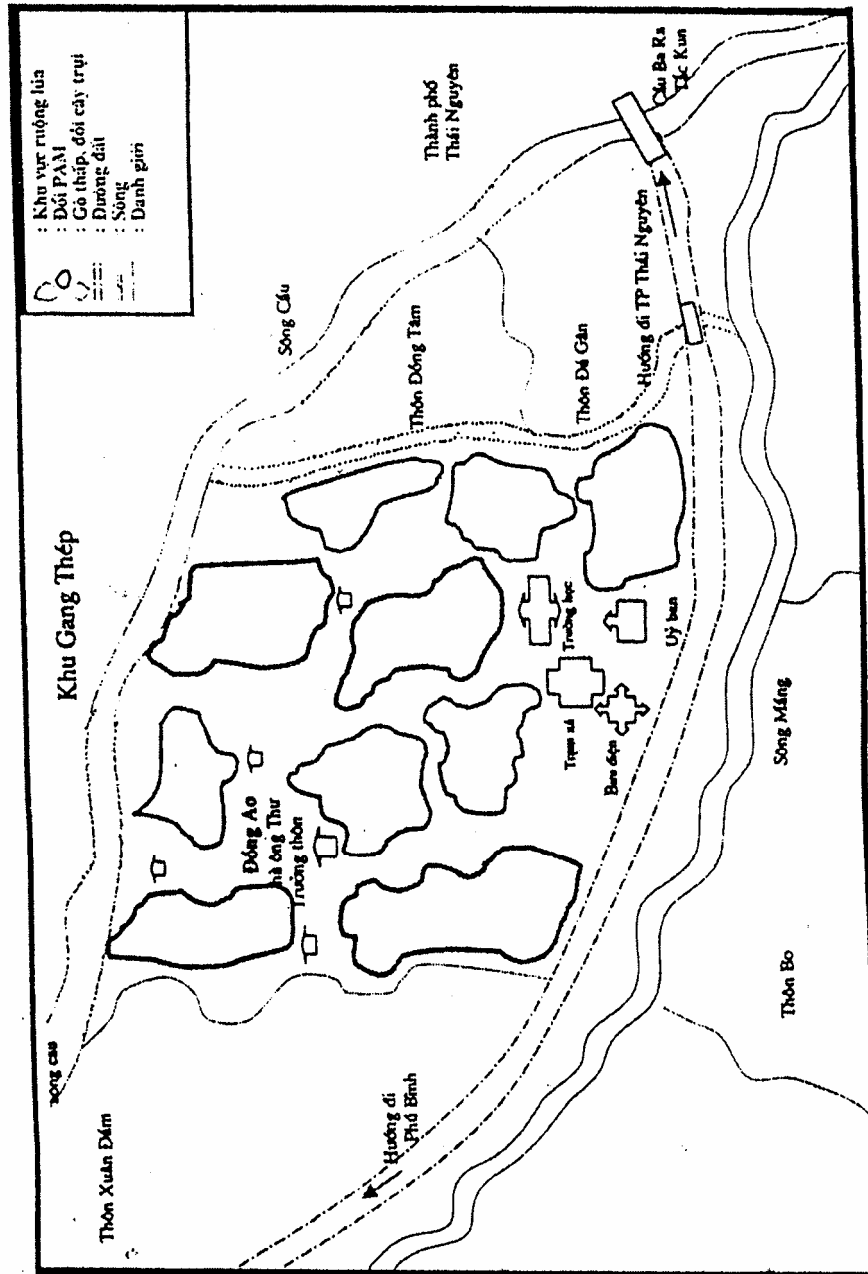 : Khu vực ruộng lúa
: Đồi PAM
: Gò thấp, đồi cây trụi
: Đường đất
: Sông
: Danh giới
Khu Gang Thép
Thôn Xuân Đám
Sông Cầu
Thành phố
Thái Nguyên
Đồng Ao
hà ông Thư
Trưởng thôn
Thôn Đồng Tâm
Thôn Đá Gân
Hướng đi
Phú Bình
Trạm xá
Trường học
Bưu điện
Uỷ ban
Hướng đi TP Thái Nguyên
Cầu Ba Ra
Thôn Bo
Sông Máng